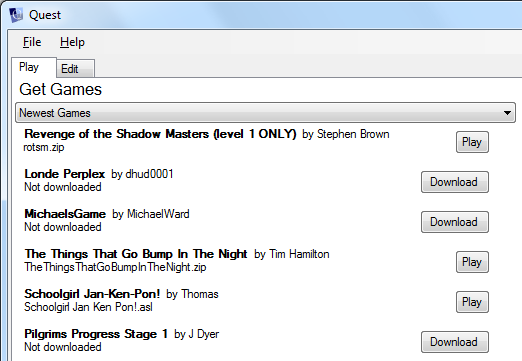 Quest
File Help
Play Edit
Get Games
Newest Games
Revenge of the Shadow Masters (level 1 ONLY) by Stephen Brown
rotsm.zip
Play
Londe Perplex by dhud0001
Not downloaded
Download
MichaelsGame by MichaelWard
Not downloaded
Download
The Things That Go Bump In The Night by Tim Hamilton
TheThingsThatGoBumpInTheNight.zip
Play
Schoolgirl Jan-Ken-Pon! by Thomas
Schoolgirl Jan Ken Pon!.asl
Play
Pilgrims Progress Stage 1 by J Dyer
Not downloaded
Download